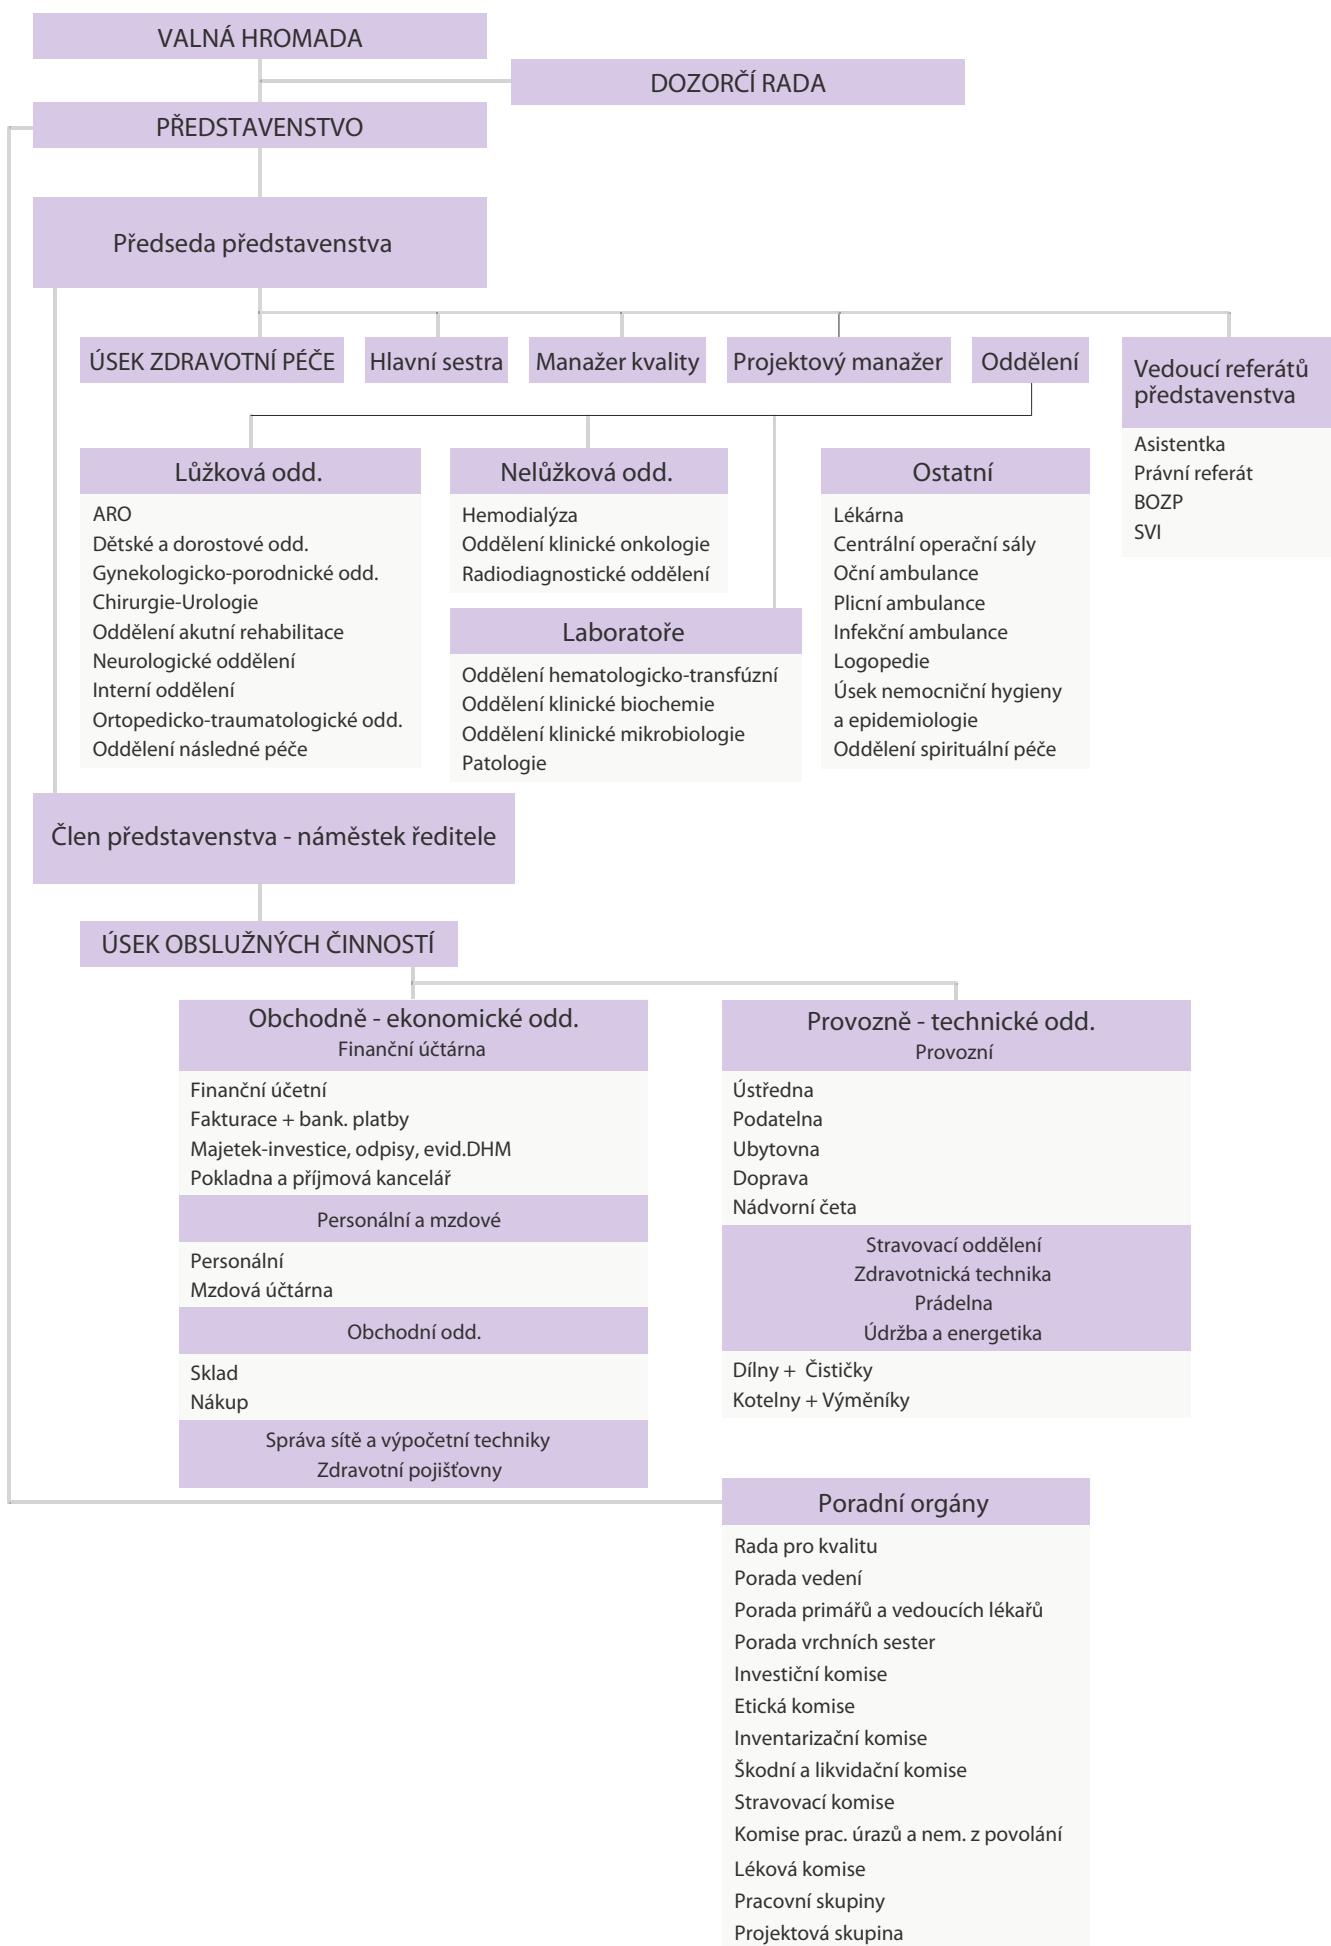 VALNÁ HROMADA
DOZORČÍ RADA
PŘEDSTAVENSTVO
Předseda představenstva
ÚSEK ZDRAVOTNÍ PÉČE
Hlavní sestra
Manažer kvality
Projektový manažer
Oddělení
Vedoucí referátů
představenstva
Asistentka
Právní referát
BOZP
SVI
Lůžková odd.
ARO
Dětské a dorostové odd.
Gynekologicko-porodnické odd.
Chirurgie-Urologie
Oddělení akutní rehabilitace
Neurologické oddělení
Interní oddělení
Ortopedicko-traumatologické odd.
Oddělení následné péče
Nelůžková odd.
Hemodialýza
Oddělení klinické onkologie
Radiodiagnostické oddělení
Laboratoře
Oddělení hematologicko-transfúzní
Oddělení klinické biochemie
Oddělení klinické mikrobiologie
Patologie
Ostatní
Lékárna
Centrální operační sály
Oční ambulance
Plicní ambulance
Infekční ambulance
Logopedie
Úsek nemocniční hygieny
a epidemiologie
Oddělení spirituální péče
Člen představenstva - náměstek ředitele
ÚSEK OBSLUŽNÝCH ČINNOSTÍ
Obchodně - ekonomické odd.
Finanční účtárna
Finanční účetní
Fakturace + bank. platby
Majetek-investice, odpisy, evid.DHM
Pokladna a příjmová kancelář
Personální a mzdové
Personální
Mzdová účtárna
Obchodní odd.
Sklad
Nákup
Správa sítě a výpočetní techniky
Zdravotní pojišťovny
Provozně - technické odd.
Provozní
Ústředna
Podatelna
Ubytovna
Doprava
Nádvorní četa
Stravovací oddělení
Zdravotnická technika
Prádelna
Údržba a energetika
Dílny + Čističky
Kotelny + Výměníky
Poradní orgány
Rada pro kvalitu
Porada vedení
Porada primářů a vedoucích lékařů
Porada vrchních sester
Investiční komise
Etická komise
Inventarizační komise
Škodní a likvidační komise
Stravovací komise
Komise prac. úrazů a nem. z povolání
Léková komise
Pracovní skupiny
Projektová skupina